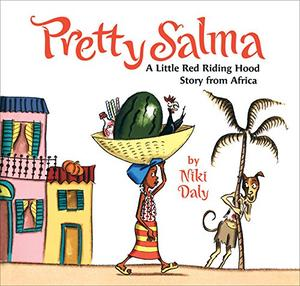 Pretty Salma
A Little Red Riding Hood
Story from Africa
by
Niki
Daly